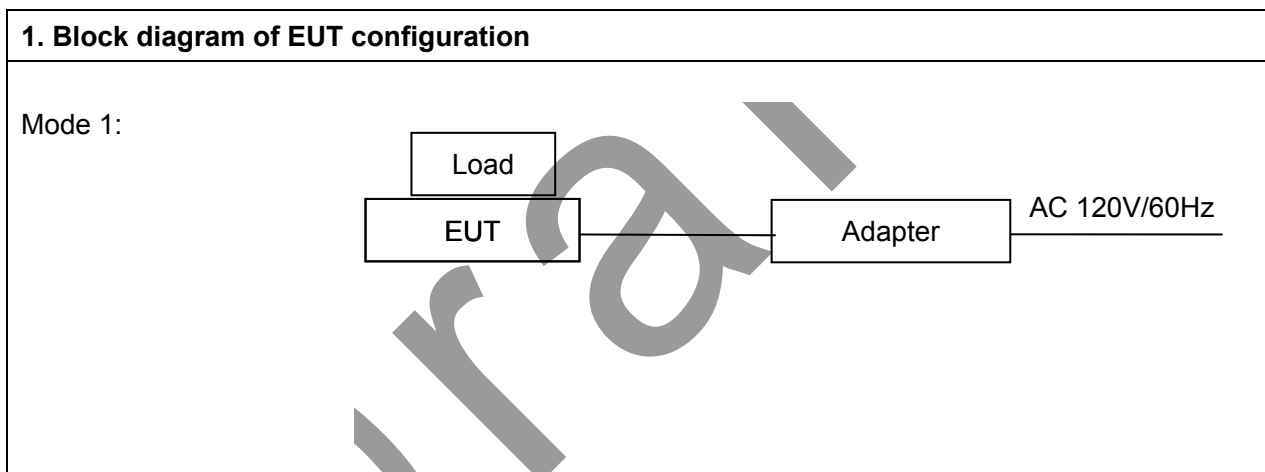 1. Block diagram of EUT configuration
Mode 1:
Load
EUT
Adapter
AC 120V/60Hz